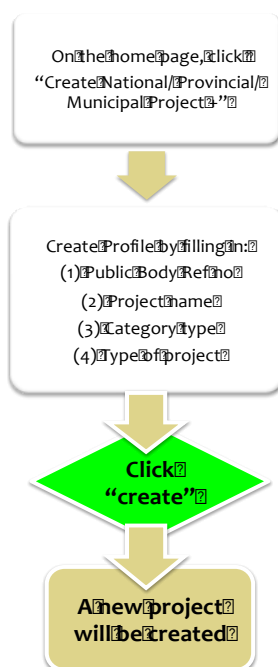 On the home page, click
“Create National/ Provincial/
Municipal Project +”
Create Profile by filling in:
(1) Public Body Ref no
(2) Project name
(3) Category type
(4) Type of project
Click
“create”
A new project
will be created